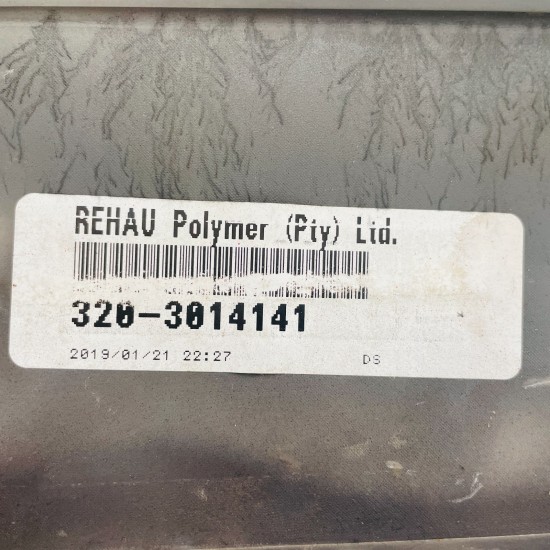 REHAU Polymer (Pty) Ltd.
320-3014141
2019/01/21 22:27 DS